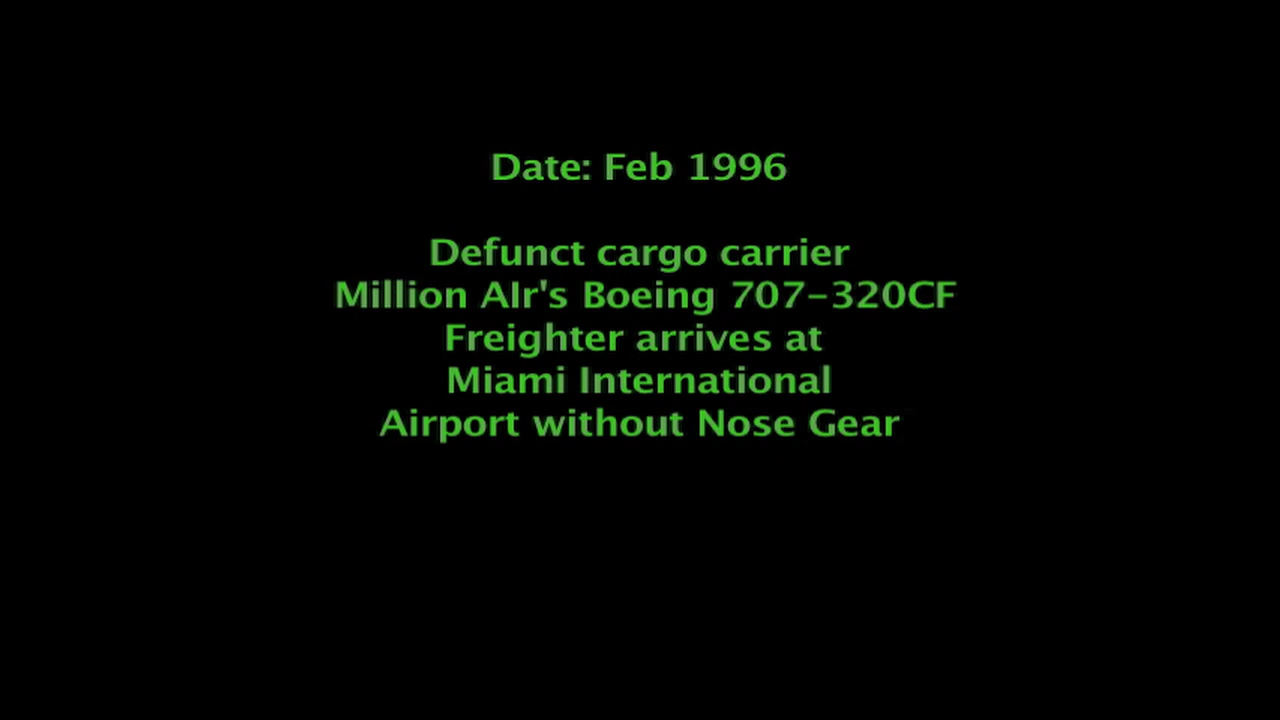 Date: Feb 1996
Defunct cargo carrier
Million AIr's Boeing 707-320CF
Freighter arrives at
Miami International
Airport without Nose Gear